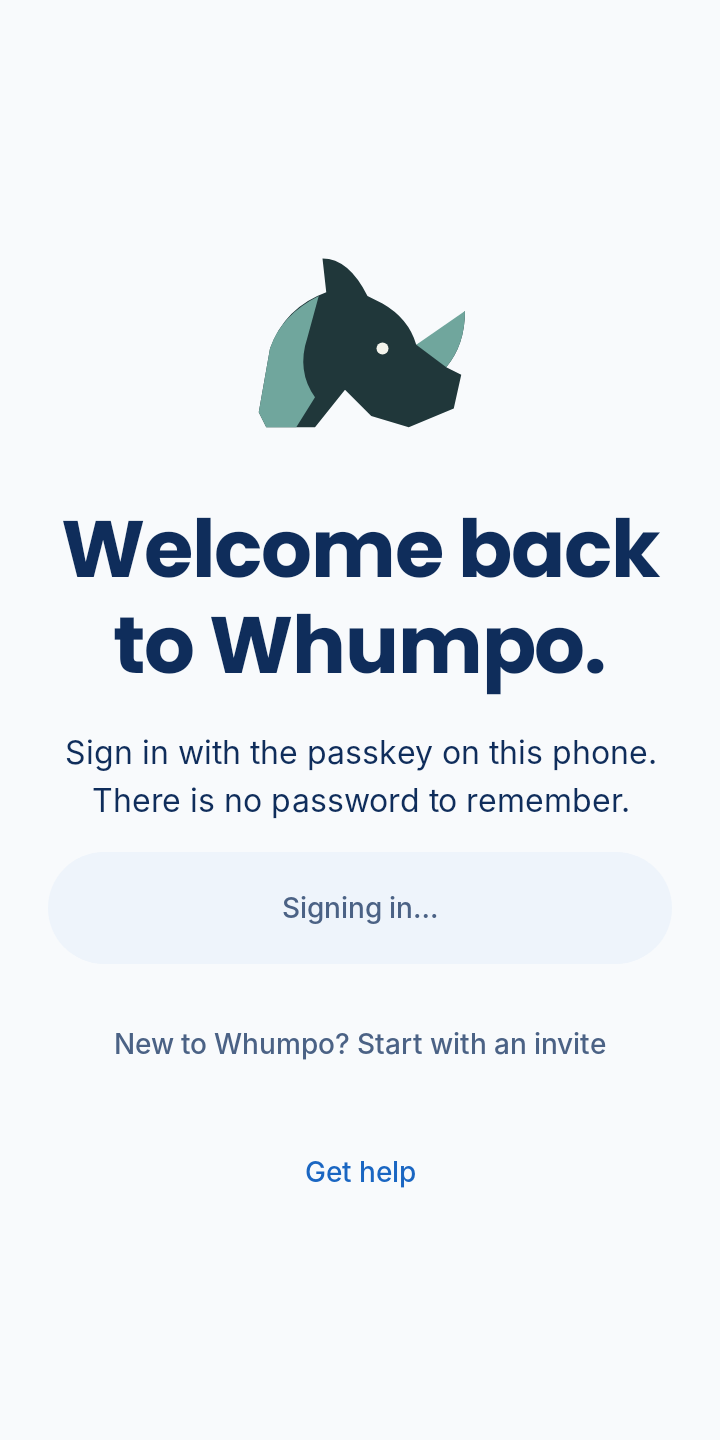 Welcome back
to Whumpo.
Sign in with the passkey on this phone.
There is no password to remember.
Signing in...
New to Whumpo? Start with an invite
Get help